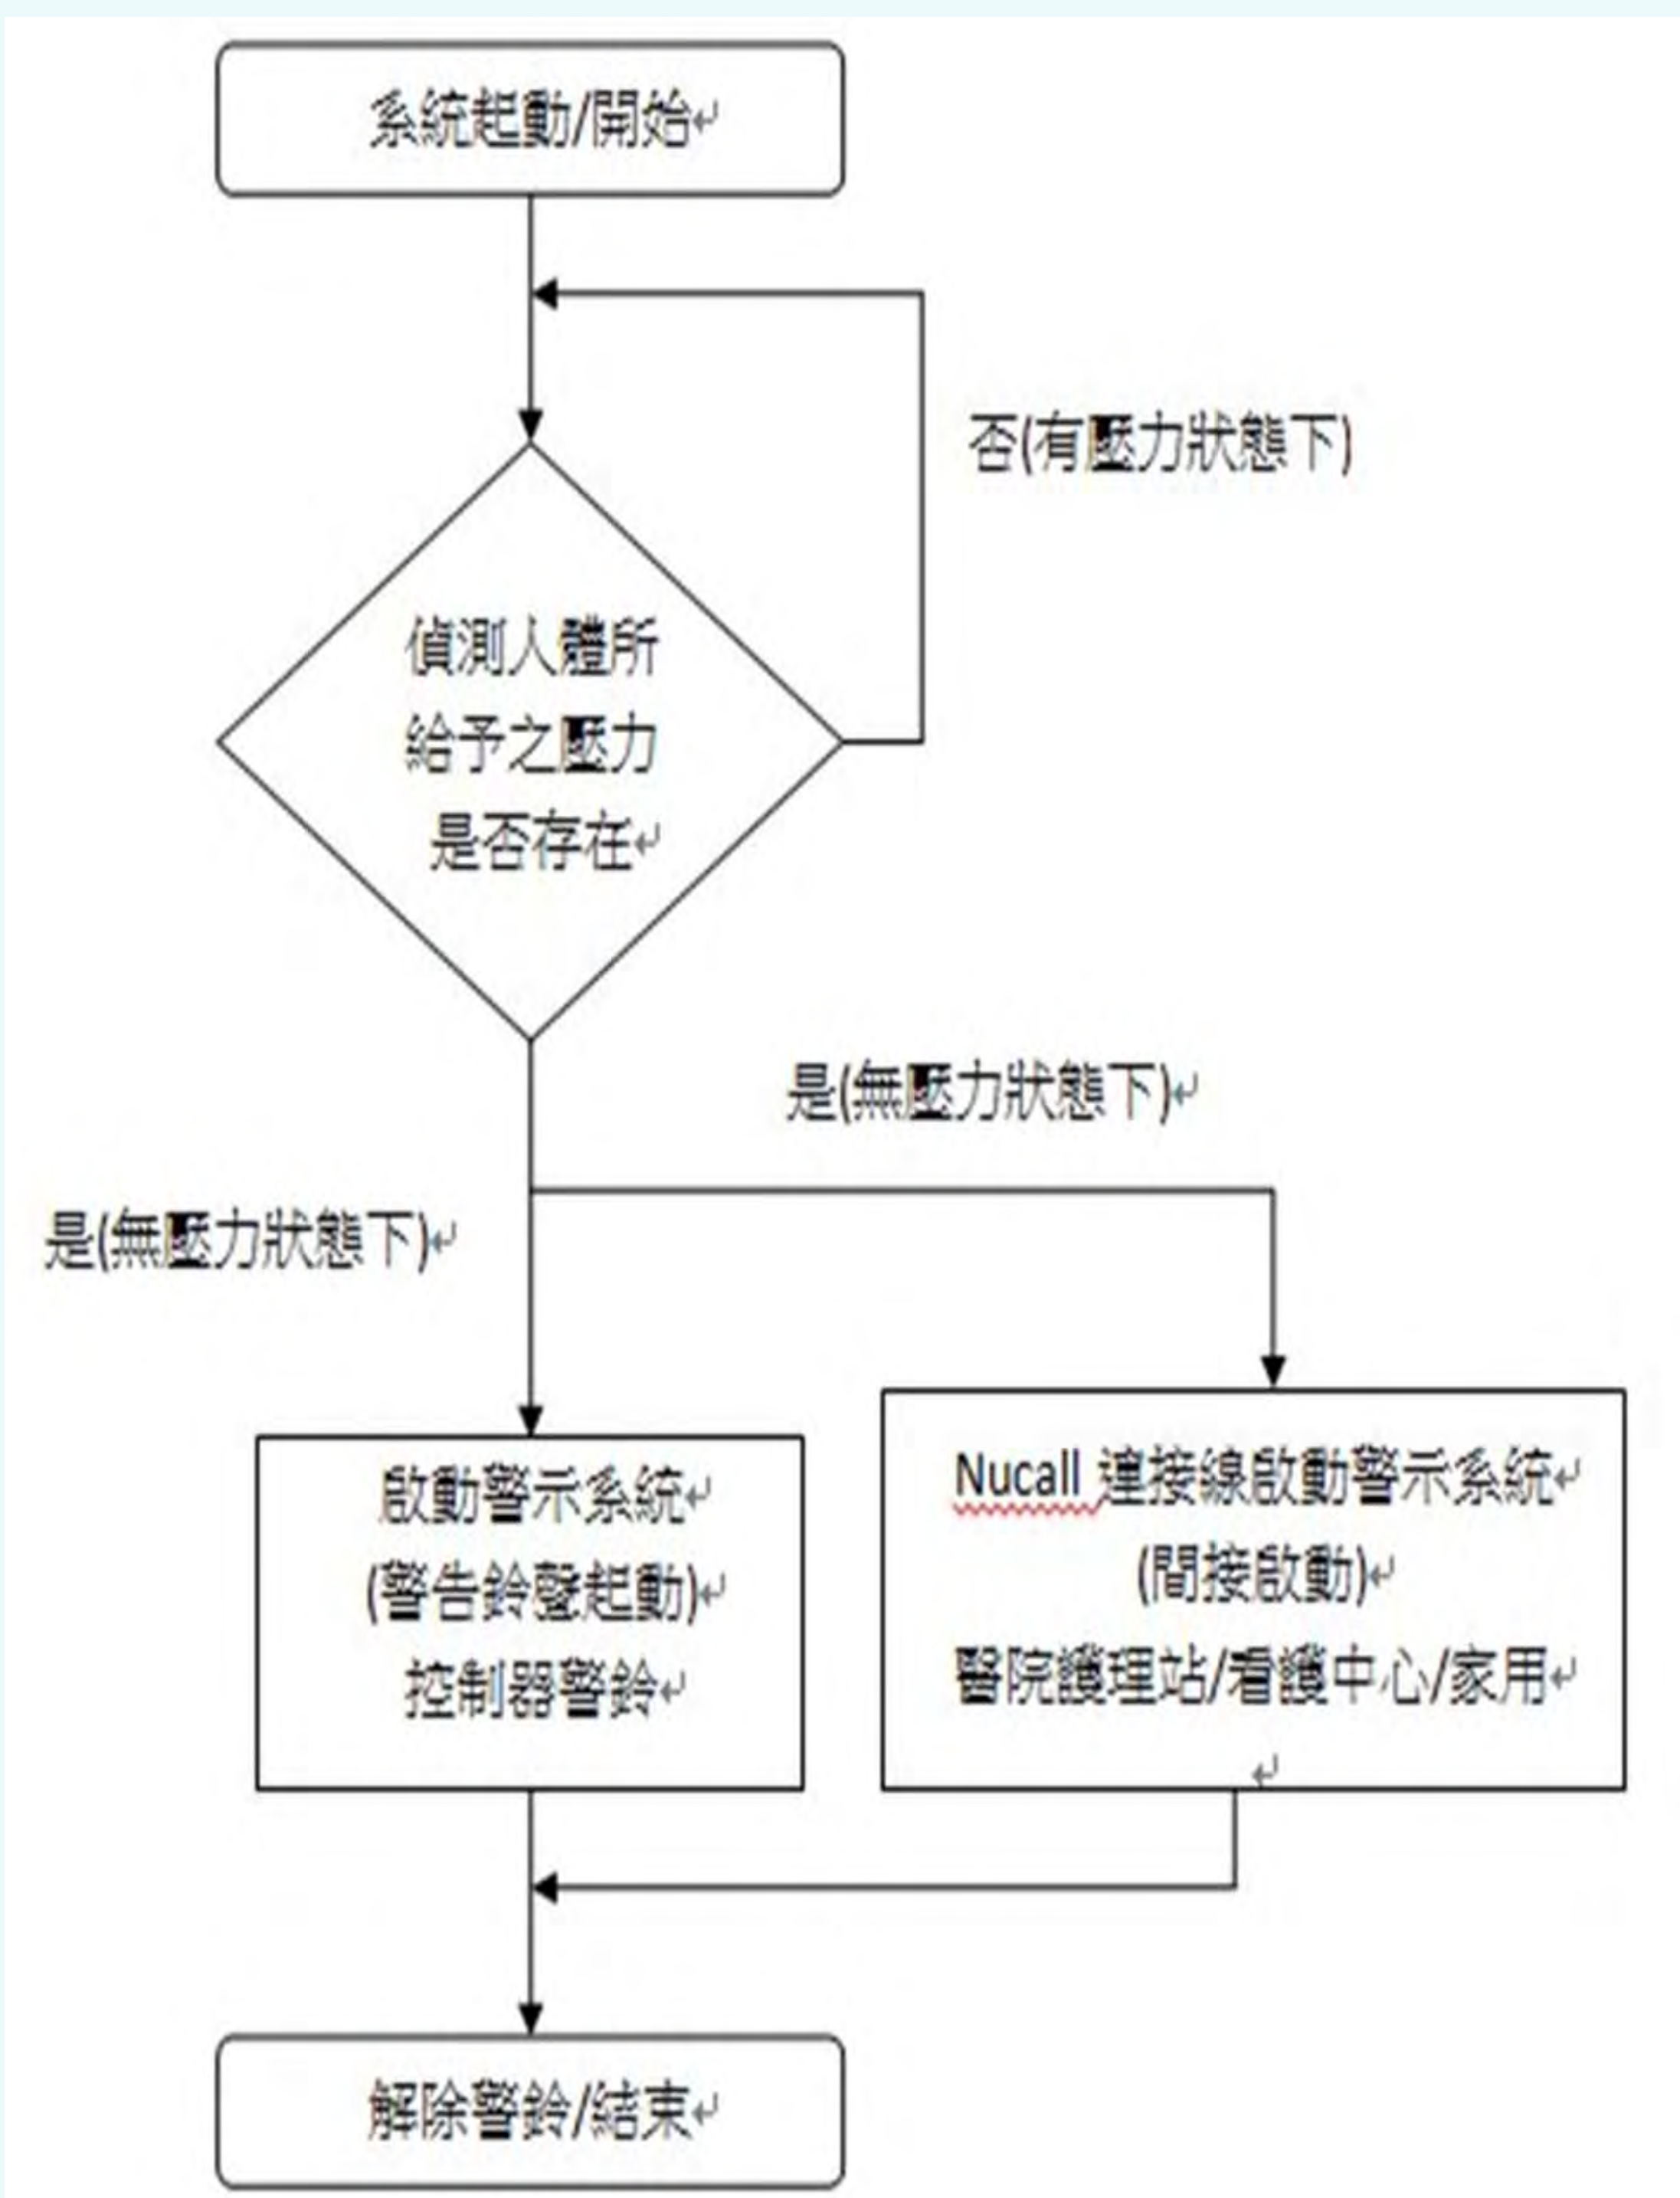 系統起動/開始
否(有壓力狀態下)
偵測人體所
給予之壓力
是否存在
是(無壓力狀態下)
是(無壓力狀態下)
啟動警示系統
(警告鈴聲起動)
控制器警鈴
Nucall 連接線啟動警示系統
(間接啟動)
醫院護理站/看護中心/家用
解除警鈴/結束